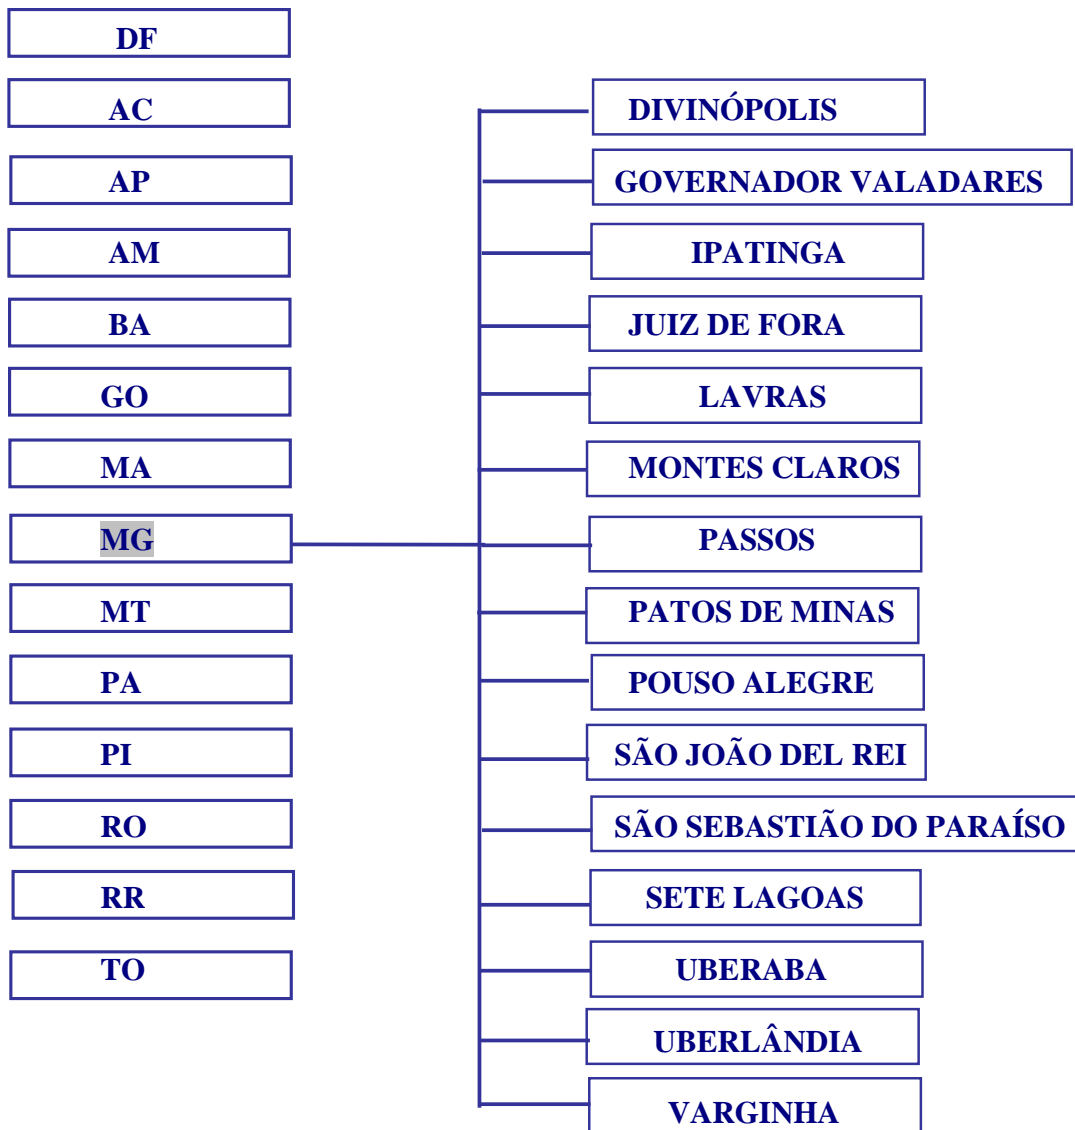 DF
AC
AP
AM
BA
GO
MA
MG
MT
PA
PI
RO
RR
TO
DIVINÓPOLIS
GOVERNADOR VALADARES
IPATINGA
JUIZ DE FORA
LAVRAS
MONTES CLAROS
PASSOS
PATOS DE MINAS
POUSO ALEGRE
SÃO JOÃO DEL REI
SÃO SEBASTIÃO DO PARAÍSO
SETE LAGOAS
UBERABA
UBERLÂNDIA
VARGINHA